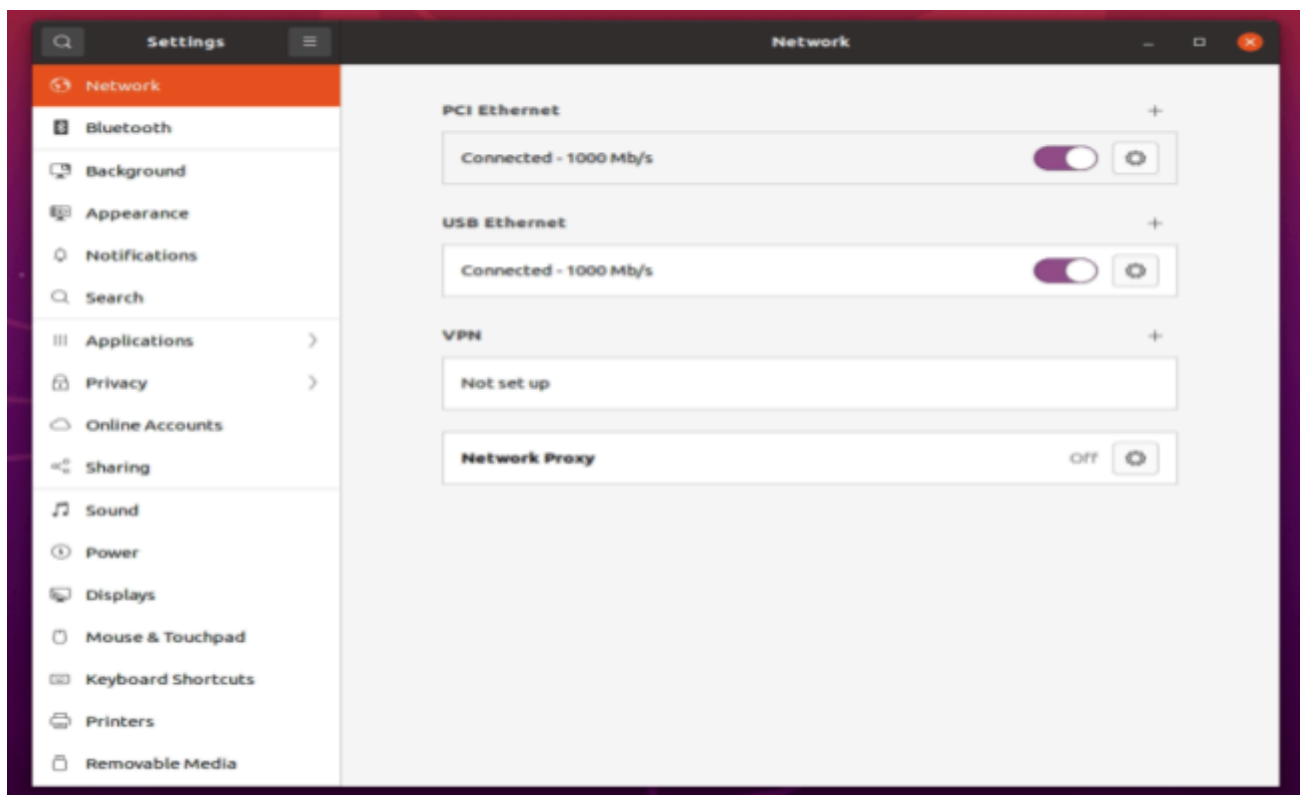 Settings
Network
Network
Bluetooth
Background
Appearance
Notifications
Search
Applications
Privacy
Online Accounts
Sharing
Sound
Power
Displays
Mouse & Touchpad
Keyboard Shortcuts
Printers
Removable Media
PCI Ethernet
Connected - 1000 Mb/s
USB Ethernet
Connected - 1000 Mb/s
VPN
Not set up
Network Proxy Off